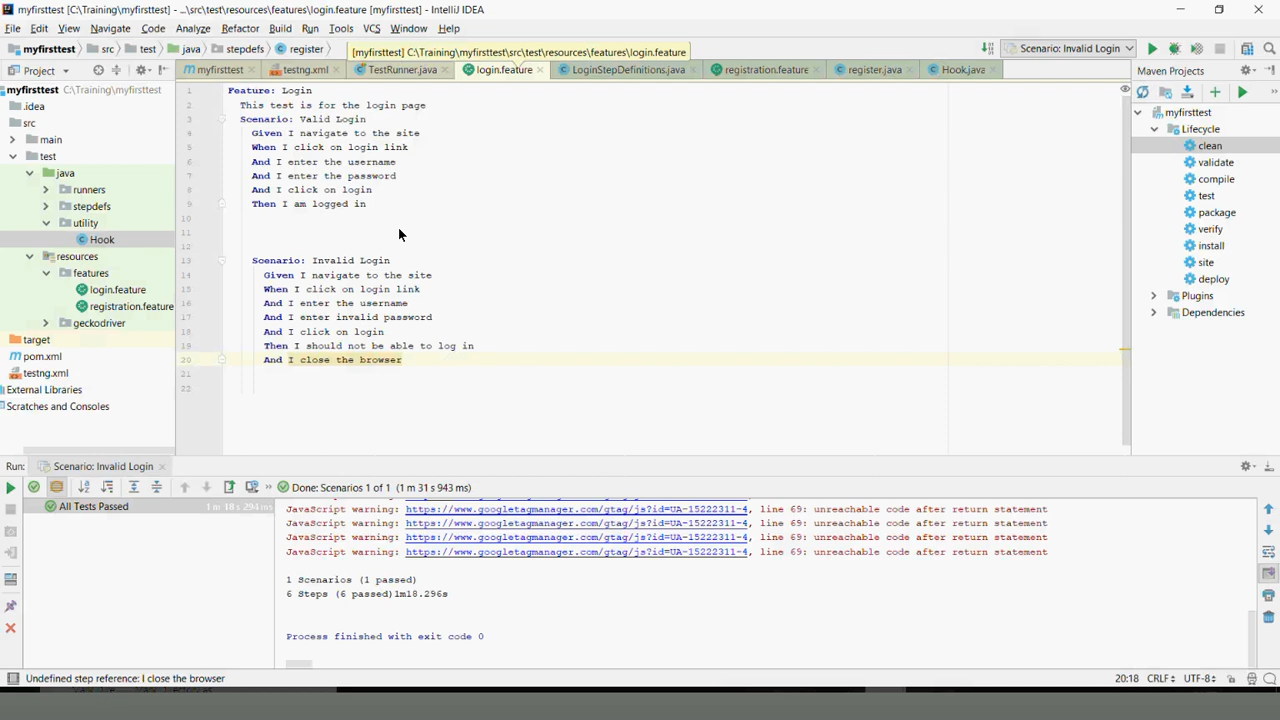 myfirsttest [C:\Training\myfirsttest] - ...\src\test\resources\features\login.feature [myfirsttest] - IntelliJ IDEA
File Edit View Navigate Code Analyze Refactor Build Run Tools VCS Window Help
myfirsttest src test java stepdefs register
[myfirsttest] C:\Training\myfirsttest\src\test\resources\features\login.feature
Scenario: Invalid Login
Project
myfirsttest testng.xml TestRunner.java login.feature LoginStepDefinitions.java registration.feature register.java Hook.java
Maven Projects
myfirsttest C:\Training\myfirsttest
.idea
src
main
test
java
runners
stepdefs
utility
Hook
resources
features
login.feature
registration.feature
geckodriver
target
pom.xml
testng.xml
External Libraries
Scratches and Consoles
1 Feature: Login
2 This test is for the login page
3 Scenario: Valid Login
4 Given I navigate to the site
5 When I click on login link
6 And I enter the username
7 And I enter the password
8 And I click on login
9 Then I am logged in
10
11
12
13 Scenario: Invalid Login
14 Given I navigate to the site
15 When I click on login link
16 And I enter the username
17 And I enter invalid password
18 And I click on login
19 Then I should not be able to log in
20 And I close the browser
21
22
myfirsttest
Lifecycle
clean
validate
compile
test
package
verify
install
site
deploy
Plugins
Dependencies
Run: Scenario: Invalid Login
Done: Scenarios 1 of 1 (1 m 31 s 943 ms)
All Tests Passed 1 m 18 s 294 ms
JavaScript warning: https://www.googletagmanager.com/gtag/js?id=UA-15222311-4, line 69: unreachable code after return statement
JavaScript warning: https://www.googletagmanager.com/gtag/js?id=UA-15222311-4, line 69: unreachable code after return statement
JavaScript warning: https://www.googletagmanager.com/gtag/js?id=UA-15222311-4, line 69: unreachable code after return statement
JavaScript warning: https://www.googletagmanager.com/gtag/js?id=UA-15222311-4, line 69: unreachable code after return statement
1 Scenarios (1 passed)
6 Steps (6 passed)1m18.296s
Process finished with exit code 0
Undefined step reference: I close the browser
20:18 CRLF UTF-8